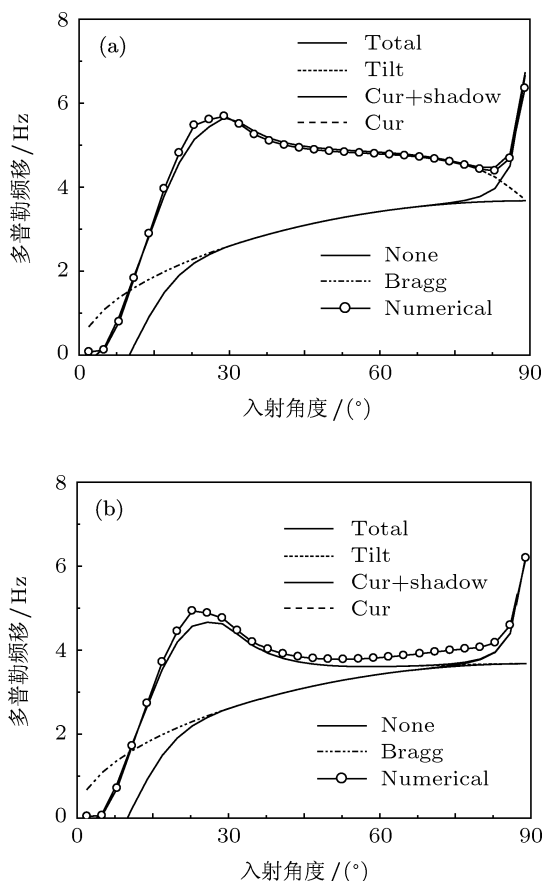 8
(a)
Total
Tilt
Cur+shadow
Cur
6
4
多普勒频移/Hz
None
Bragg
Numerical
2
0
0 30 60 90
入射角度/(°)
8
(b)
Total
Tilt
Cur+shadow
Cur
6
4
多普勒频移/Hz
None
Bragg
Numerical
2
0
0 30 60 90
入射角度/(°)